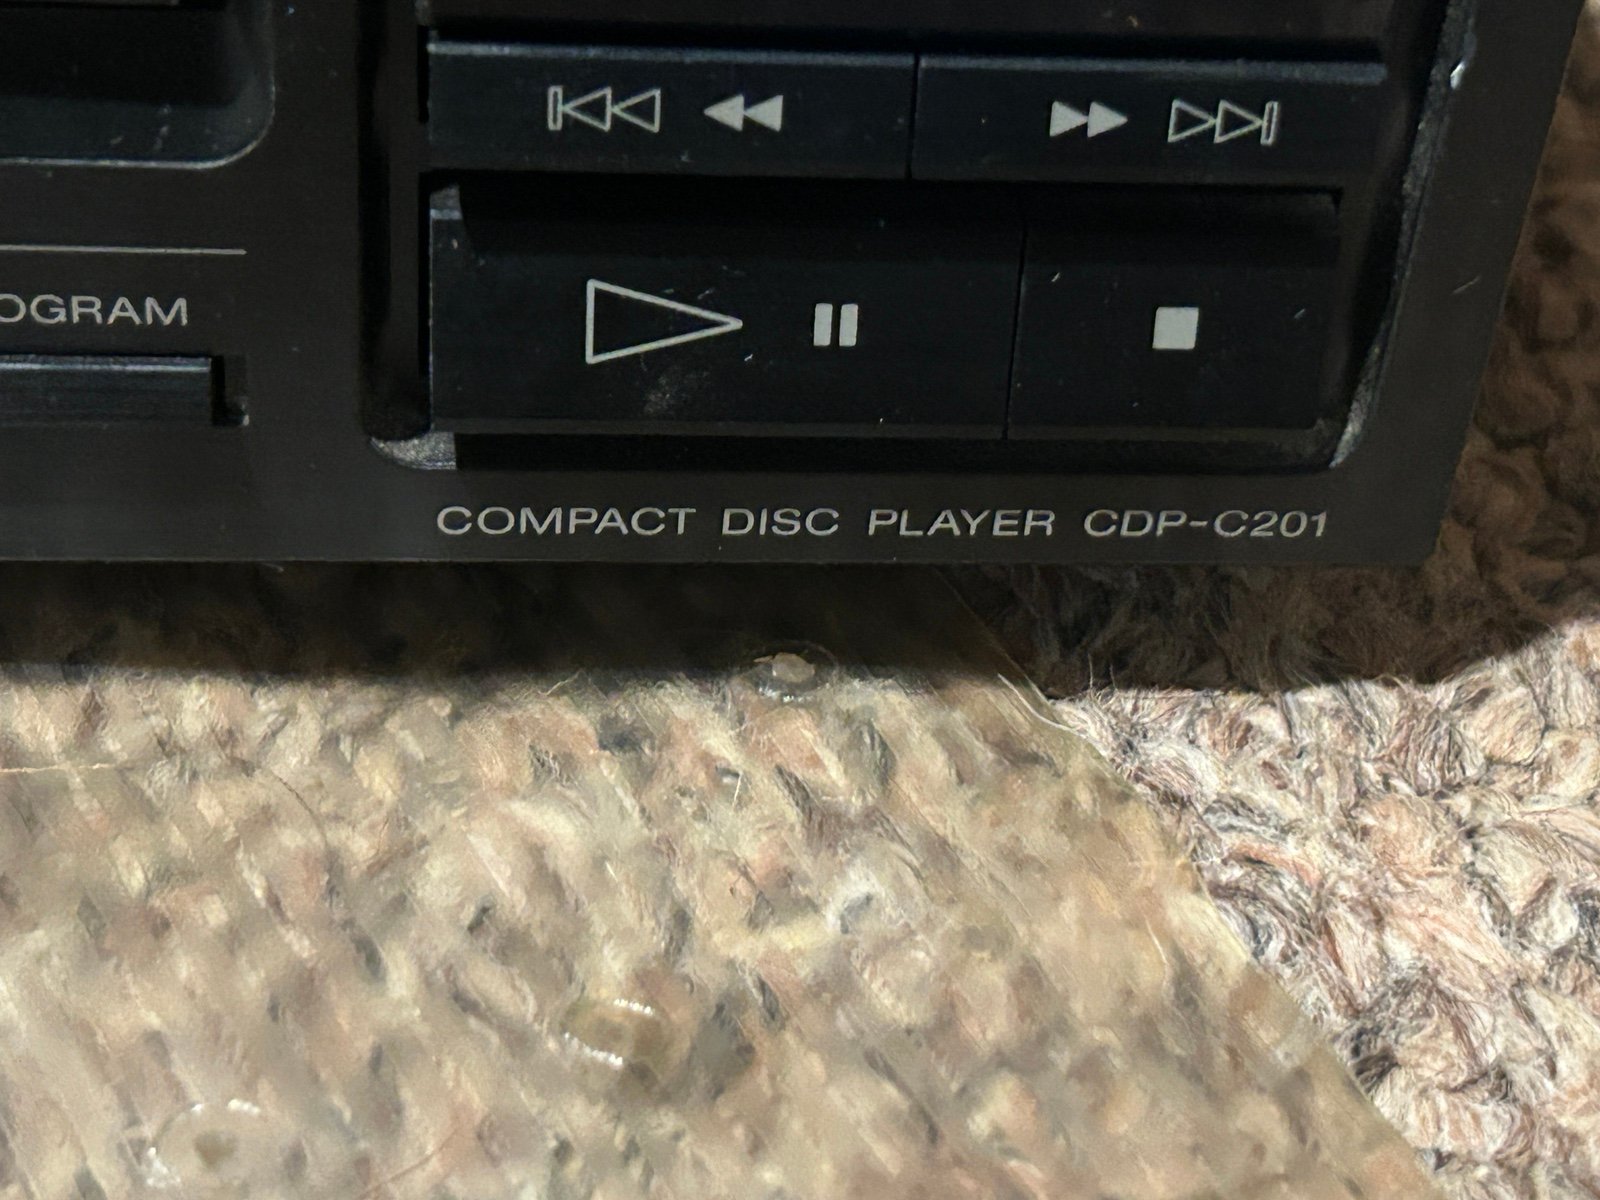 OGRAM
COMPACT DISC PLAYER CDP-C201